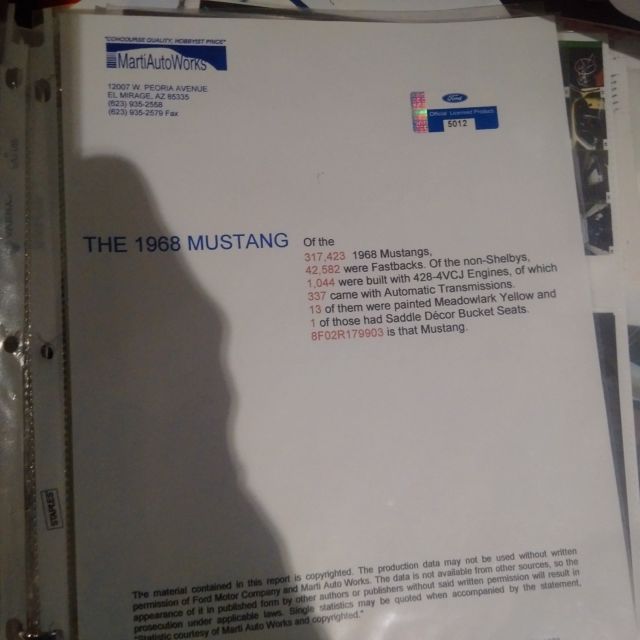 "CONCOURSE QUALITY, HOBBYIST PRICE"
MartiAutoWorks
12007 W. PEORIA AVENUE
EL MIRAGE, AZ 85335
(623) 935-2558
(623) 935-2579 Fax
Ford
Official Licensed Product
5012
THE 1968 MUSTANG
Of the
317,423 1968 Mustangs,
42,582 were Fastbacks. Of the non-Shelbys,
1,044 were built with 428-4VCJ Engines, of which
337 came with Automatic Transmissions.
13 of them were painted Meadowlark Yellow and
1 of those had Saddle Décor Bucket Seats.
8F02R179903 is that Mustang.
The material contained in this report is copyrighted. The production data may not be used without written
permission of Ford Motor Company and Marti Auto Works. The data is not available from other sources, so the
appearance of it in published form by other authors or publishers without said written permission will result in
prosecution under applicable laws. Single statistics may be quoted when accompanied by the statement,
"Statistic courtesy of Marti Auto Works and copyrighted."
STAPLES